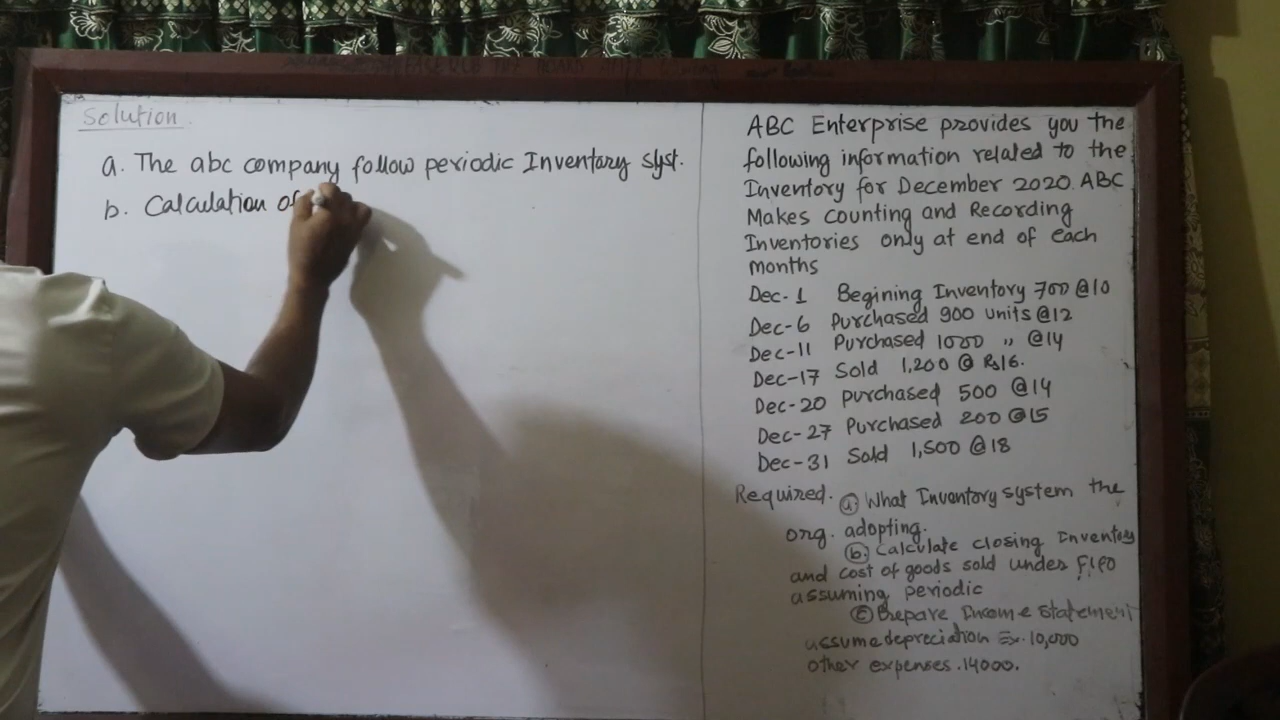 Solution
a. The abc company follow periodic Inventory syst.
b. Calculation of
ABC Enterprise provides you the
following information related to the
Inventory for December 2020. ABC
Makes counting and Recording
Inventories only at end of each
months
Dec-1 Begining Inventory 700 @10
Dec-6 Purchased 900 units @12
Dec-11 Purchased 1000 " @14
Dec-17 Sold 1,200 @ Rs16.
Dec-20 purchased 500 @14
Dec-27 Purchased 200 @15
Dec-31 Sold 1,500 @18
Required. (a) What Inventory system the
org. adopting.
(b) Calculate closing Inventory
and cost of goods sold under FIFO
assuming periodic
(c) Prepare Income statement
assume depreciation Ex. 10,000
other expenses. 14000.